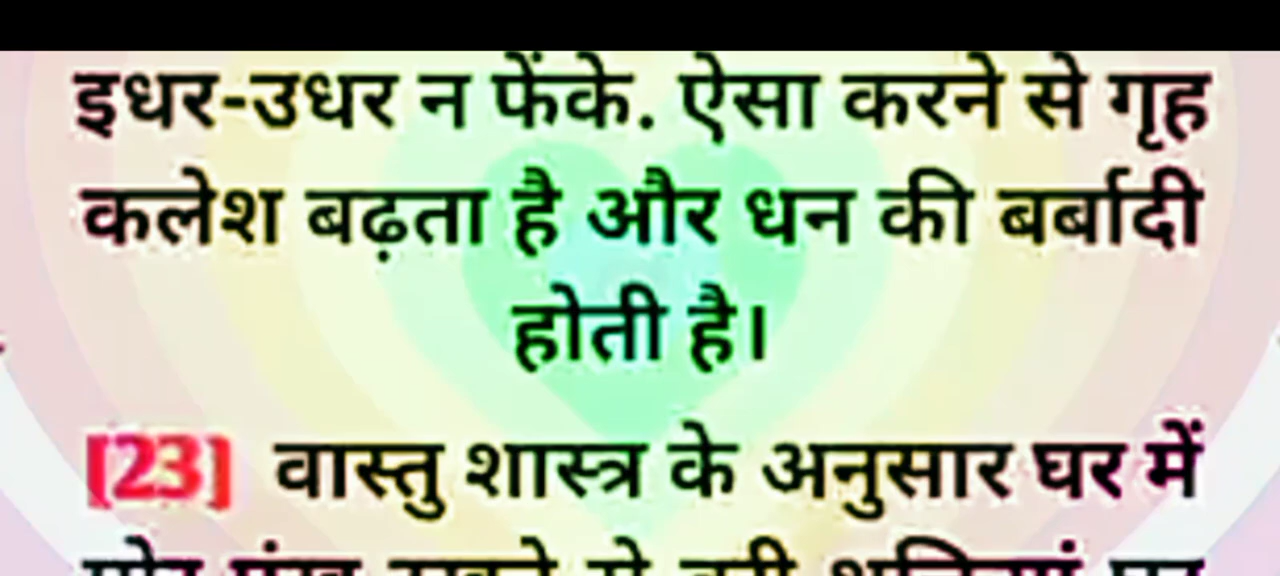 इधर-उधर न फेंके. ऐसा करने से गृह
कलेश बढ़ता है और धन की बर्बादी
होती है।
[23] वास्तु शास्त्र के अनुसार घर में